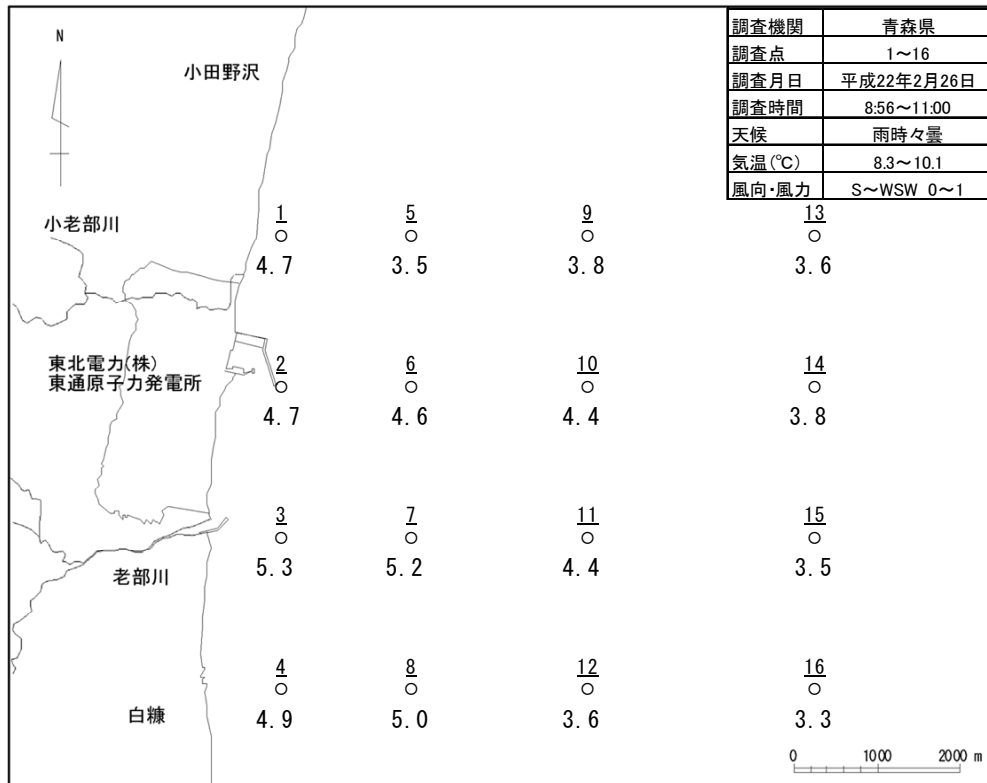 調査機関 青森県
調査点 1～16
調査月日 平成22年2月26日
調査時間 8:56～11:00
天候 雨時々曇
気温(℃) 8.3～10.1
風向・風力 S～WSW 0～1
N
小田野沢
小老部川
1 5 9 13
4.7 3.5 3.8 3.6
東北電力(株)
東通原子力発電所
2 6 10 14
4.7 4.6 4.4 3.8
3 7 11 15
5.3 5.2 4.4 3.5
老部川
4 8 12 16
白糠
4.9 5.0 3.6 3.3
0 1000 2000 m